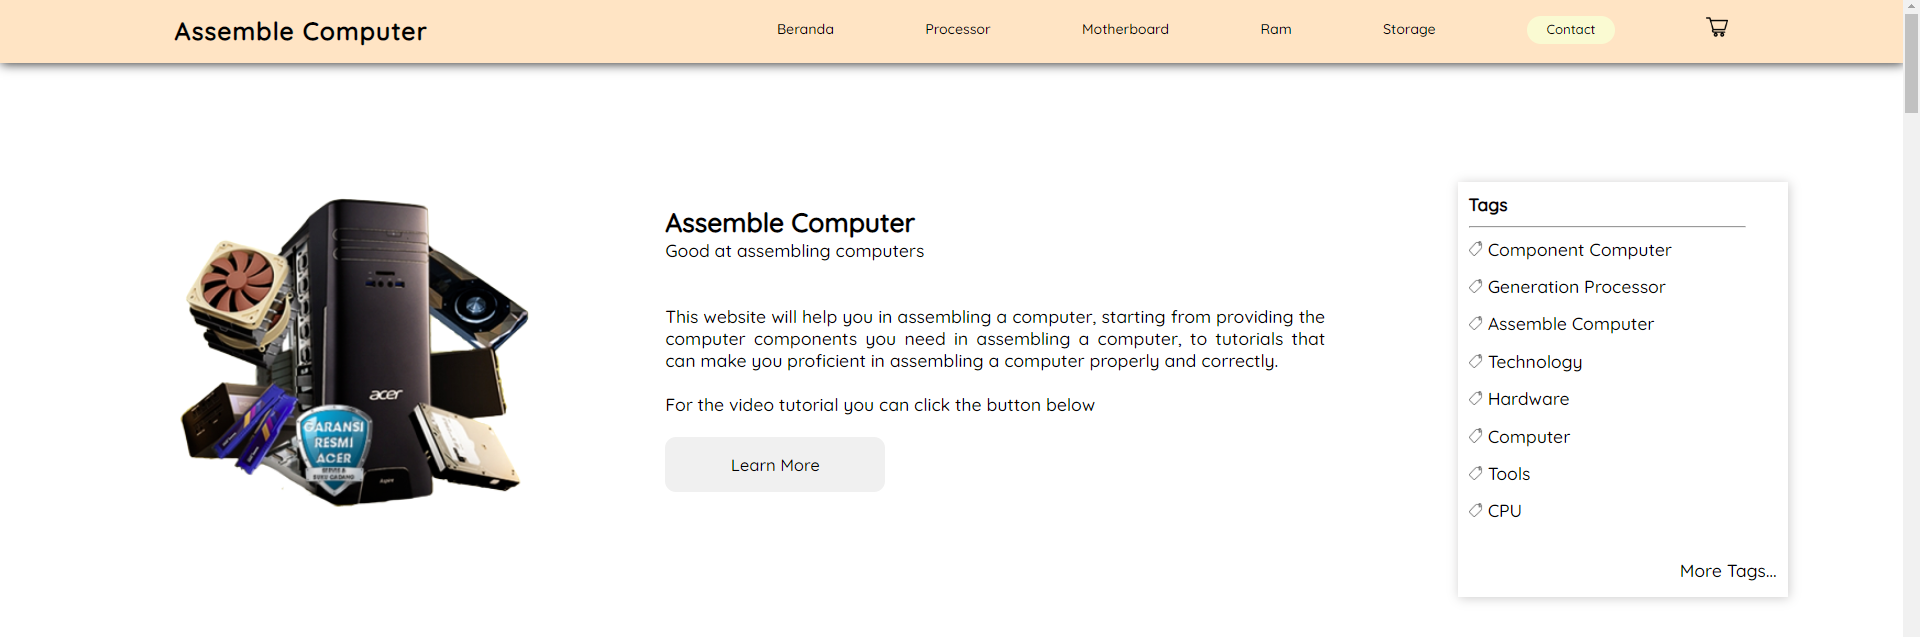 Assemble Computer
Beranda
Processor
Motherboard
Ram
Storage
Contact
acer
GARANSI
RESMI
ACER
SERVIS &
SUKU CADANG
Aspire
Assemble Computer
Good at assembling computers
This website will help you in assembling a computer, starting from providing the
computer components you need in assembling a computer, to tutorials that
can make you proficient in assembling a computer properly and correctly.
For the video tutorial you can click the button below
Learn More
Tags
Component Computer
Generation Processor
Assemble Computer
Technology
Hardware
Computer
Tools
CPU
More Tags...